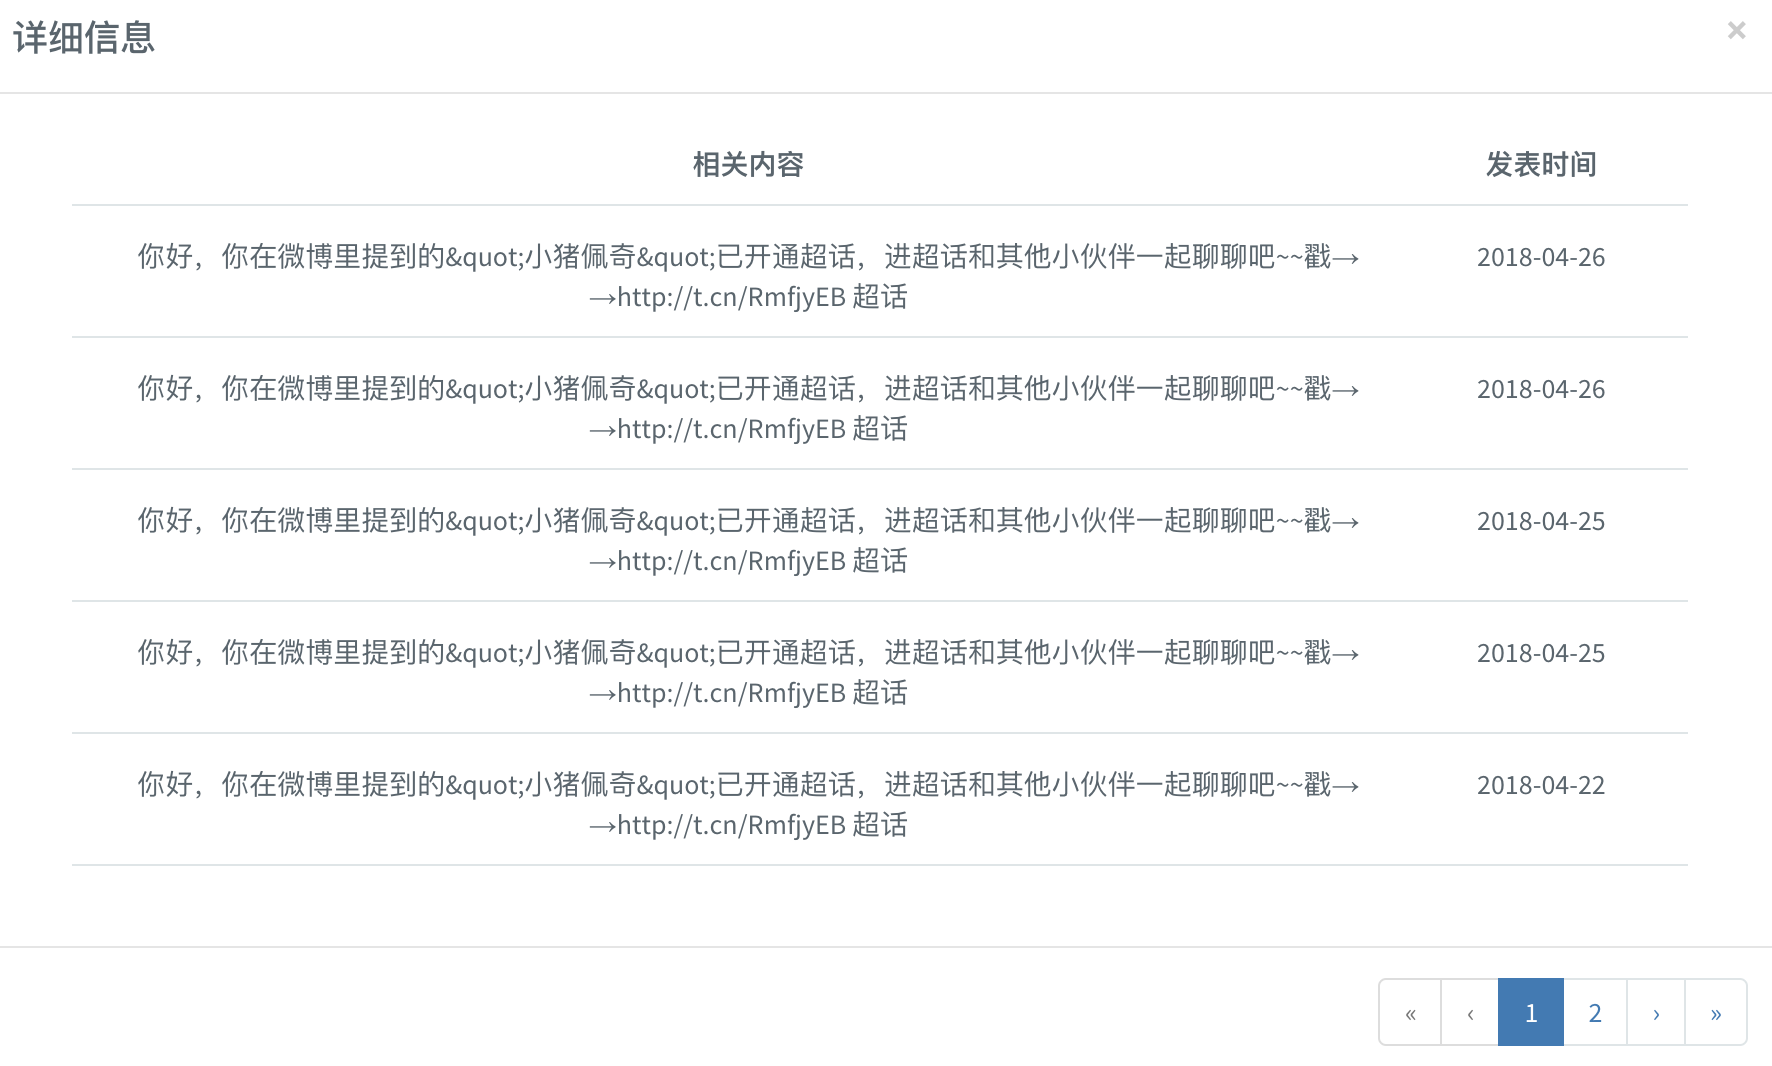 详细信息
×
相关内容 发表时间
你好，你在微博里提到的&quot;小猪佩奇&quot;已开通超话，进超话和其他小伙伴一起聊聊吧~~戳→ 2018-04-26
→http://t.cn/RmfjyEB 超话
你好，你在微博里提到的&quot;小猪佩奇&quot;已开通超话，进超话和其他小伙伴一起聊聊吧~~戳→ 2018-04-26
→http://t.cn/RmfjyEB 超话
你好，你在微博里提到的&quot;小猪佩奇&quot;已开通超话，进超话和其他小伙伴一起聊聊吧~~戳→ 2018-04-25
→http://t.cn/RmfjyEB 超话
你好，你在微博里提到的&quot;小猪佩奇&quot;已开通超话，进超话和其他小伙伴一起聊聊吧~~戳→ 2018-04-25
→http://t.cn/RmfjyEB 超话
你好，你在微博里提到的&quot;小猪佩奇&quot;已开通超话，进超话和其他小伙伴一起聊聊吧~~戳→ 2018-04-22
→http://t.cn/RmfjyEB 超话
« ‹ 1 2 › »